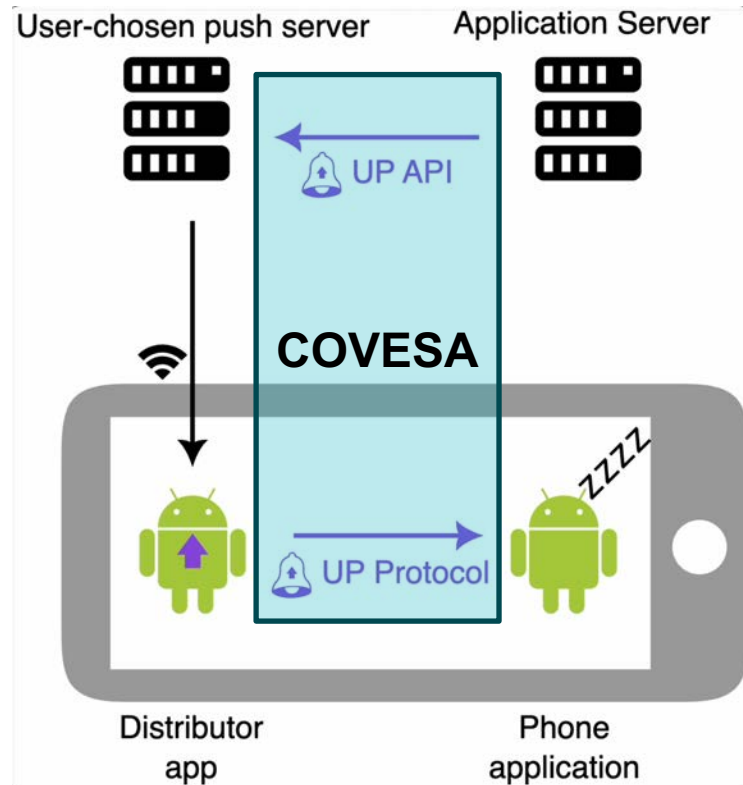 User-chosen push server
Application Server
UP API
COVESA
ZZZZ
UP Protocol
Distributor
app
Phone
application